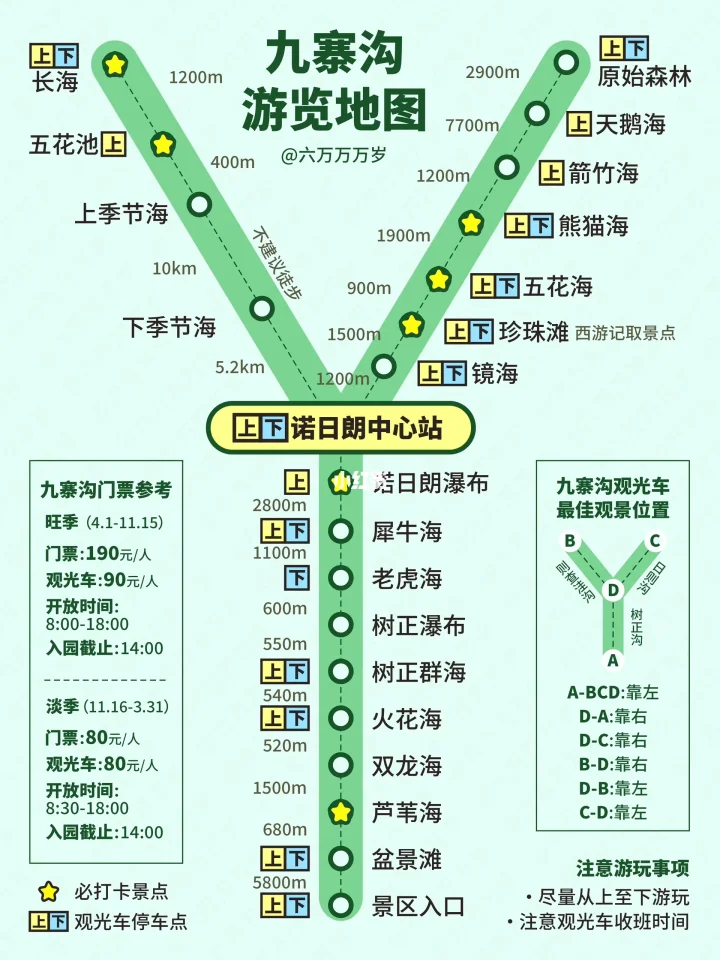 九寨沟
游览地图
@六万万万岁
上下
长海
1200m
五花池上
400m
上季节海
10km
不建议徒步
下季节海
5.2km
上下
原始森林
2900m
上天鹅海
7700m
上箭竹海
1200m
上下熊猫海
1900m
上下五花海
900m
上下珍珠滩 西游记取景点
1500m
上下镜海
1200m
上下诺日朗中心站
上 诺日朗瀑布
小红书
2800m
上下 犀牛海
1100m
下 老虎海
600m
树正瀑布
550m
上下 树正群海
540m
上下 火花海
520m
双龙海
1500m
芦苇海
680m
上下 盆景滩
5800m
上下 景区入口
九寨沟门票参考
旺季（4.1-11.15）
门票:190元/人
观光车:90元/人
开放时间:
8:00-18:00
入园截止:14:00
淡季（11.16-3.31）
门票:80元/人
观光车:80元/人
开放时间:
8:30-18:00
入园截止:14:00
必打卡景点
上下 观光车停车点
九寨沟观光车
最佳观景位置
B
C
则查洼沟
日则沟
D
树正沟
A
A-BCD:靠左
D-A:靠右
D-C:靠右
B-D:靠右
D-B:靠左
C-D:靠左
注意游玩事项
・尽量从上至下游玩
・注意观光车收班时间